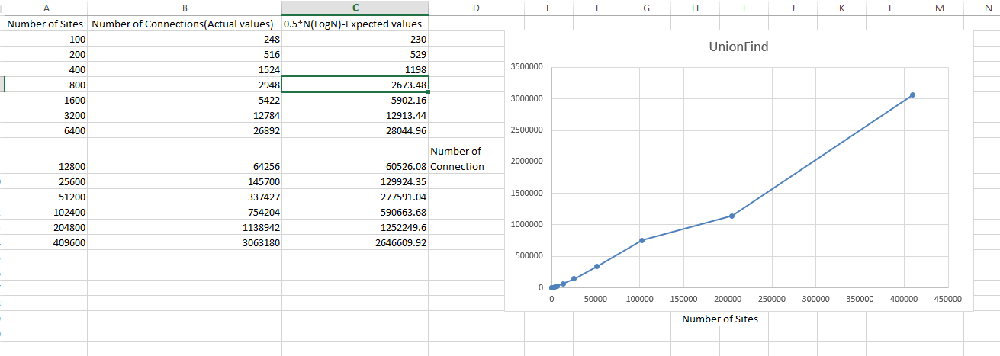 A B C D E F G H I J K L M N
Number of Sites Number of Connections(Actual values) 0.5*N(LogN)-Expected values
100 248 230
200 516 529
400 1524 1198
800 2948 2673.48
1600 5422 5902.16
3200 12784 12913.44
6400 26892 28044.96
Number of
12800 64256 60526.08 Connection
25600 145700 129924.35
51200 337427 277591.04
102400 754204 590663.68
204800 1138942 1252249.6
409600 3063180 2646609.92
UnionFind
3500000
3000000
2500000
2000000
1500000
1000000
500000
0
0 50000 100000 150000 200000 250000 300000 350000 400000 450000
Number of Sites